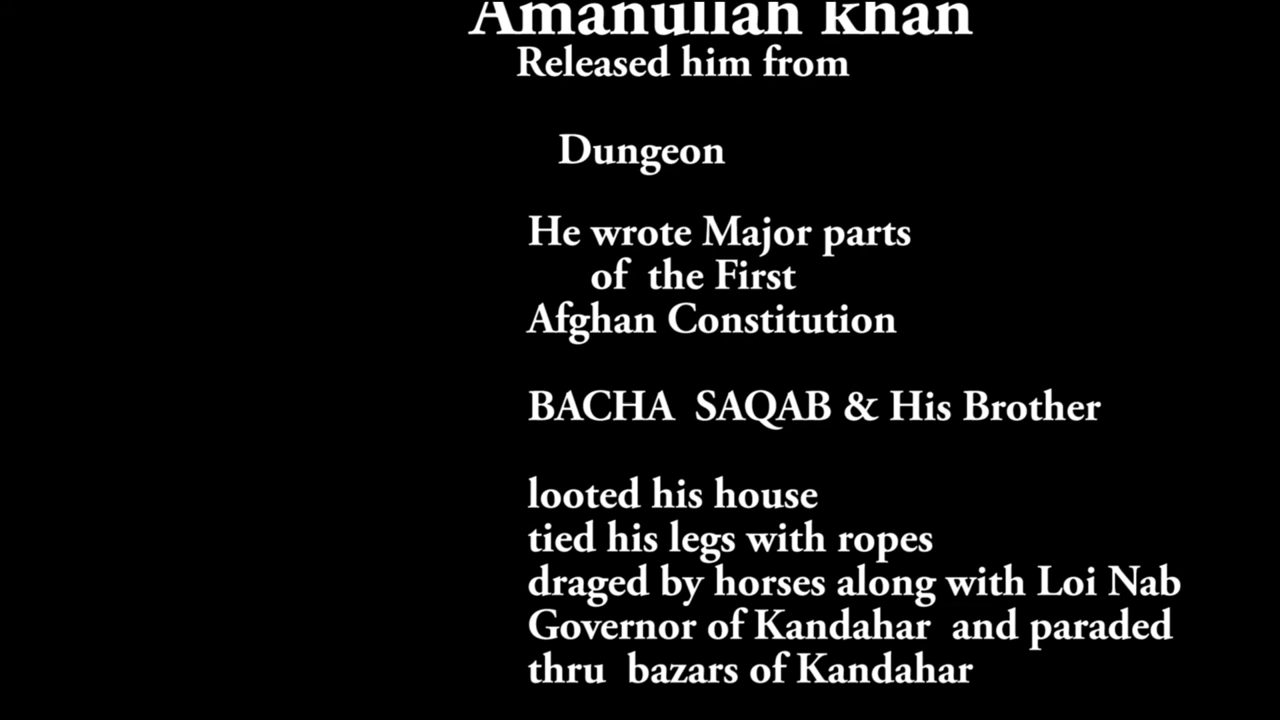 Amanullah khan
Released him from
Dungeon
He wrote Major parts
of the First
Afghan Constitution
BACHA SAQAB & His Brother
looted his house
tied his legs with ropes
draged by horses along with Loi Nab
Governor of Kandahar and paraded
thru bazars of Kandahar